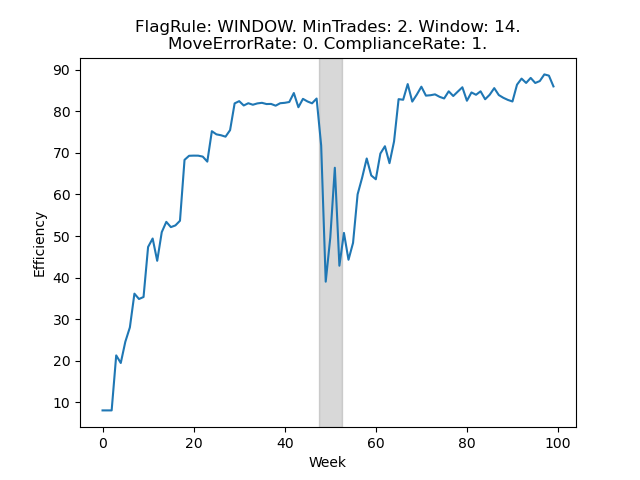 FlagRule: WINDOW. MinTrades: 2. Window: 14.
MoveErrorRate: 0. ComplianceRate: 1.
90
80
70
60
50
40
30
20
10
Efficiency
0 20 40 60 80 100
Week